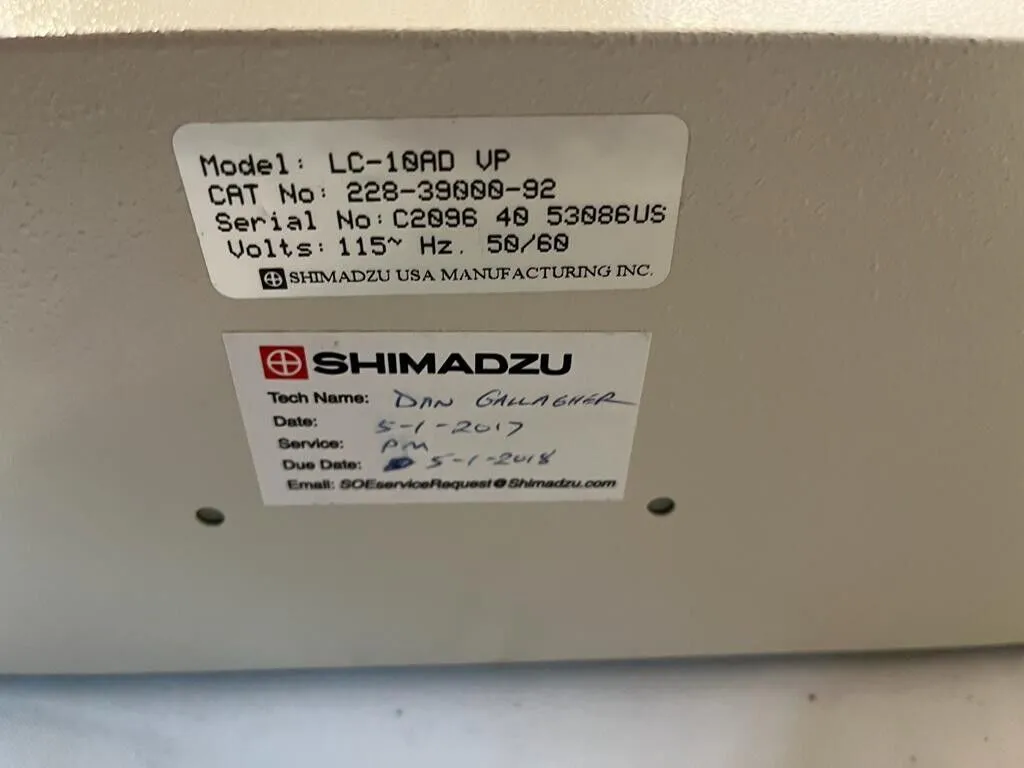 Model: LC-10AD VP
CAT No: 228-39000-92
Serial No: C2096 40 53086US
Volts: 115~ Hz. 50/60
SHIMADZU USA MANUFACTURING INC.
SHIMADZU
Tech Name: DAN GALLAGHER
Date: 5-1-2017
Service: PM
Due Date: 5-1-2018
Email: SOEserviceRequest@Shimadzu.com